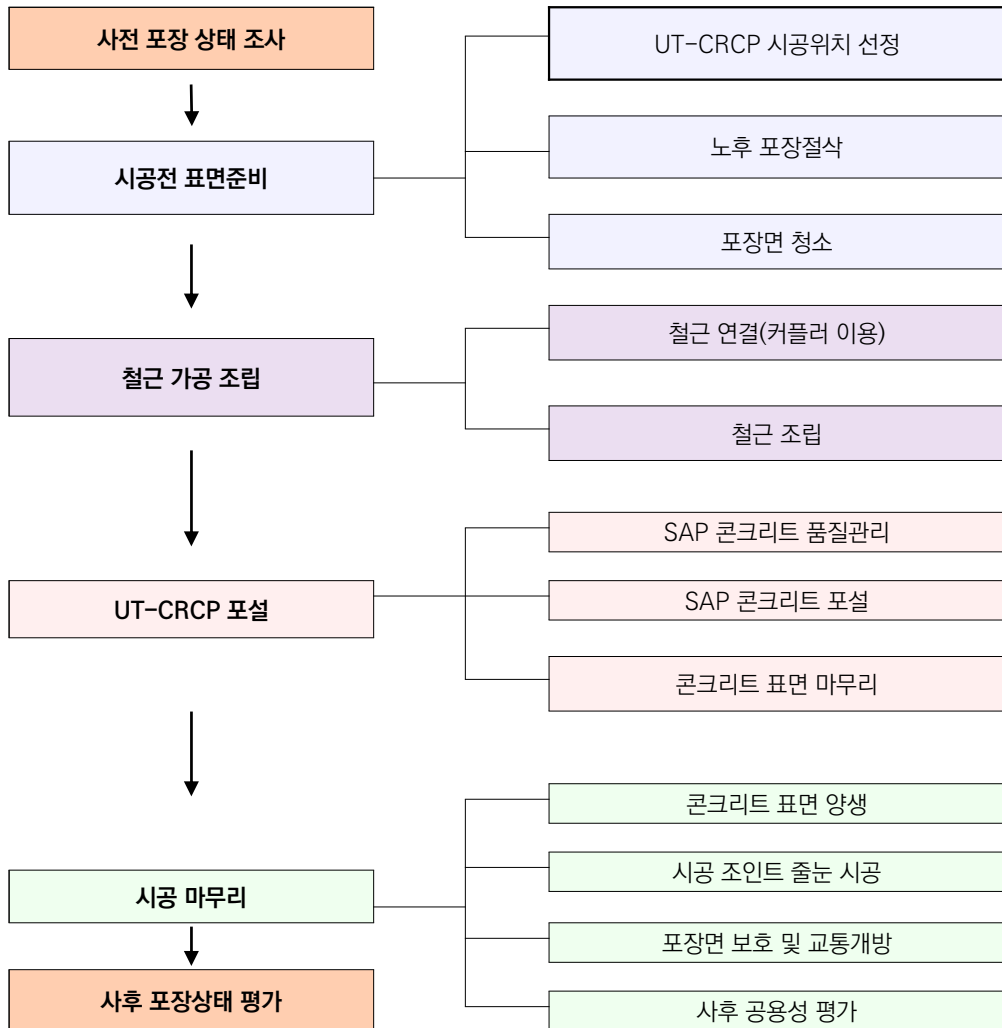 사전 포장 상태 조사
시공전 표면준비
UT-CRCP 시공위치 선정
노후 포장절삭
포장면 청소
철근 가공 조립
철근 연결(커플러 이용)
철근 조립
UT-CRCP 포설
SAP 콘크리트 품질관리
SAP 콘크리트 포설
콘크리트 표면 마무리
시공 마무리
콘크리트 표면 양생
시공 조인트 줄눈 시공
포장면 보호 및 교통개방
사후 공용성 평가
사후 포장상태 평가